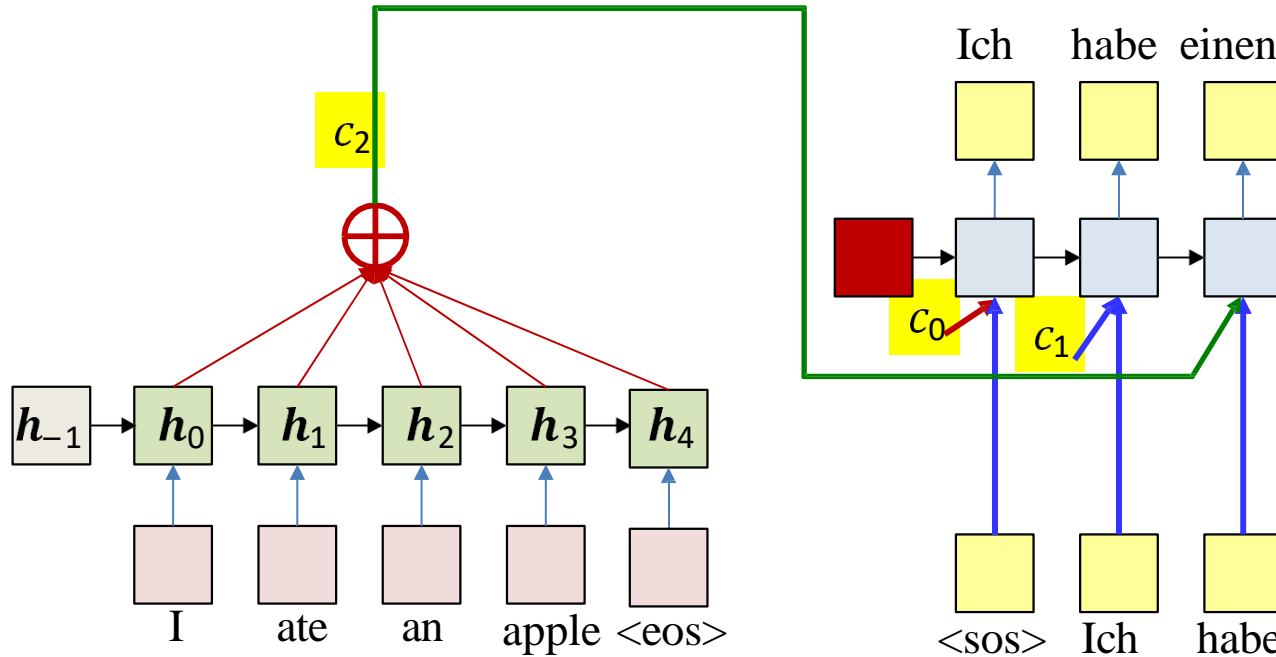 Ich habe einen
c₂
c₀ c₁
h₋₁ h₀ h₁ h₂ h₃ h₄
I ate an apple <eos>
<sos> Ich habe